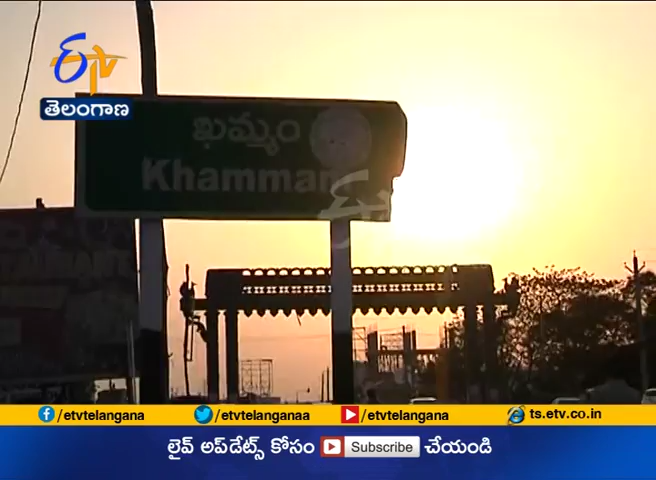 etv
తెలంగాణ
ఖమ్మం
Khammam
/etvtelangana
/etvtelanganaa
/etvtelangana
ts.etv.co.in
లైవ్ అప్‌డేట్స్ కోసం Subscribe చేయండి